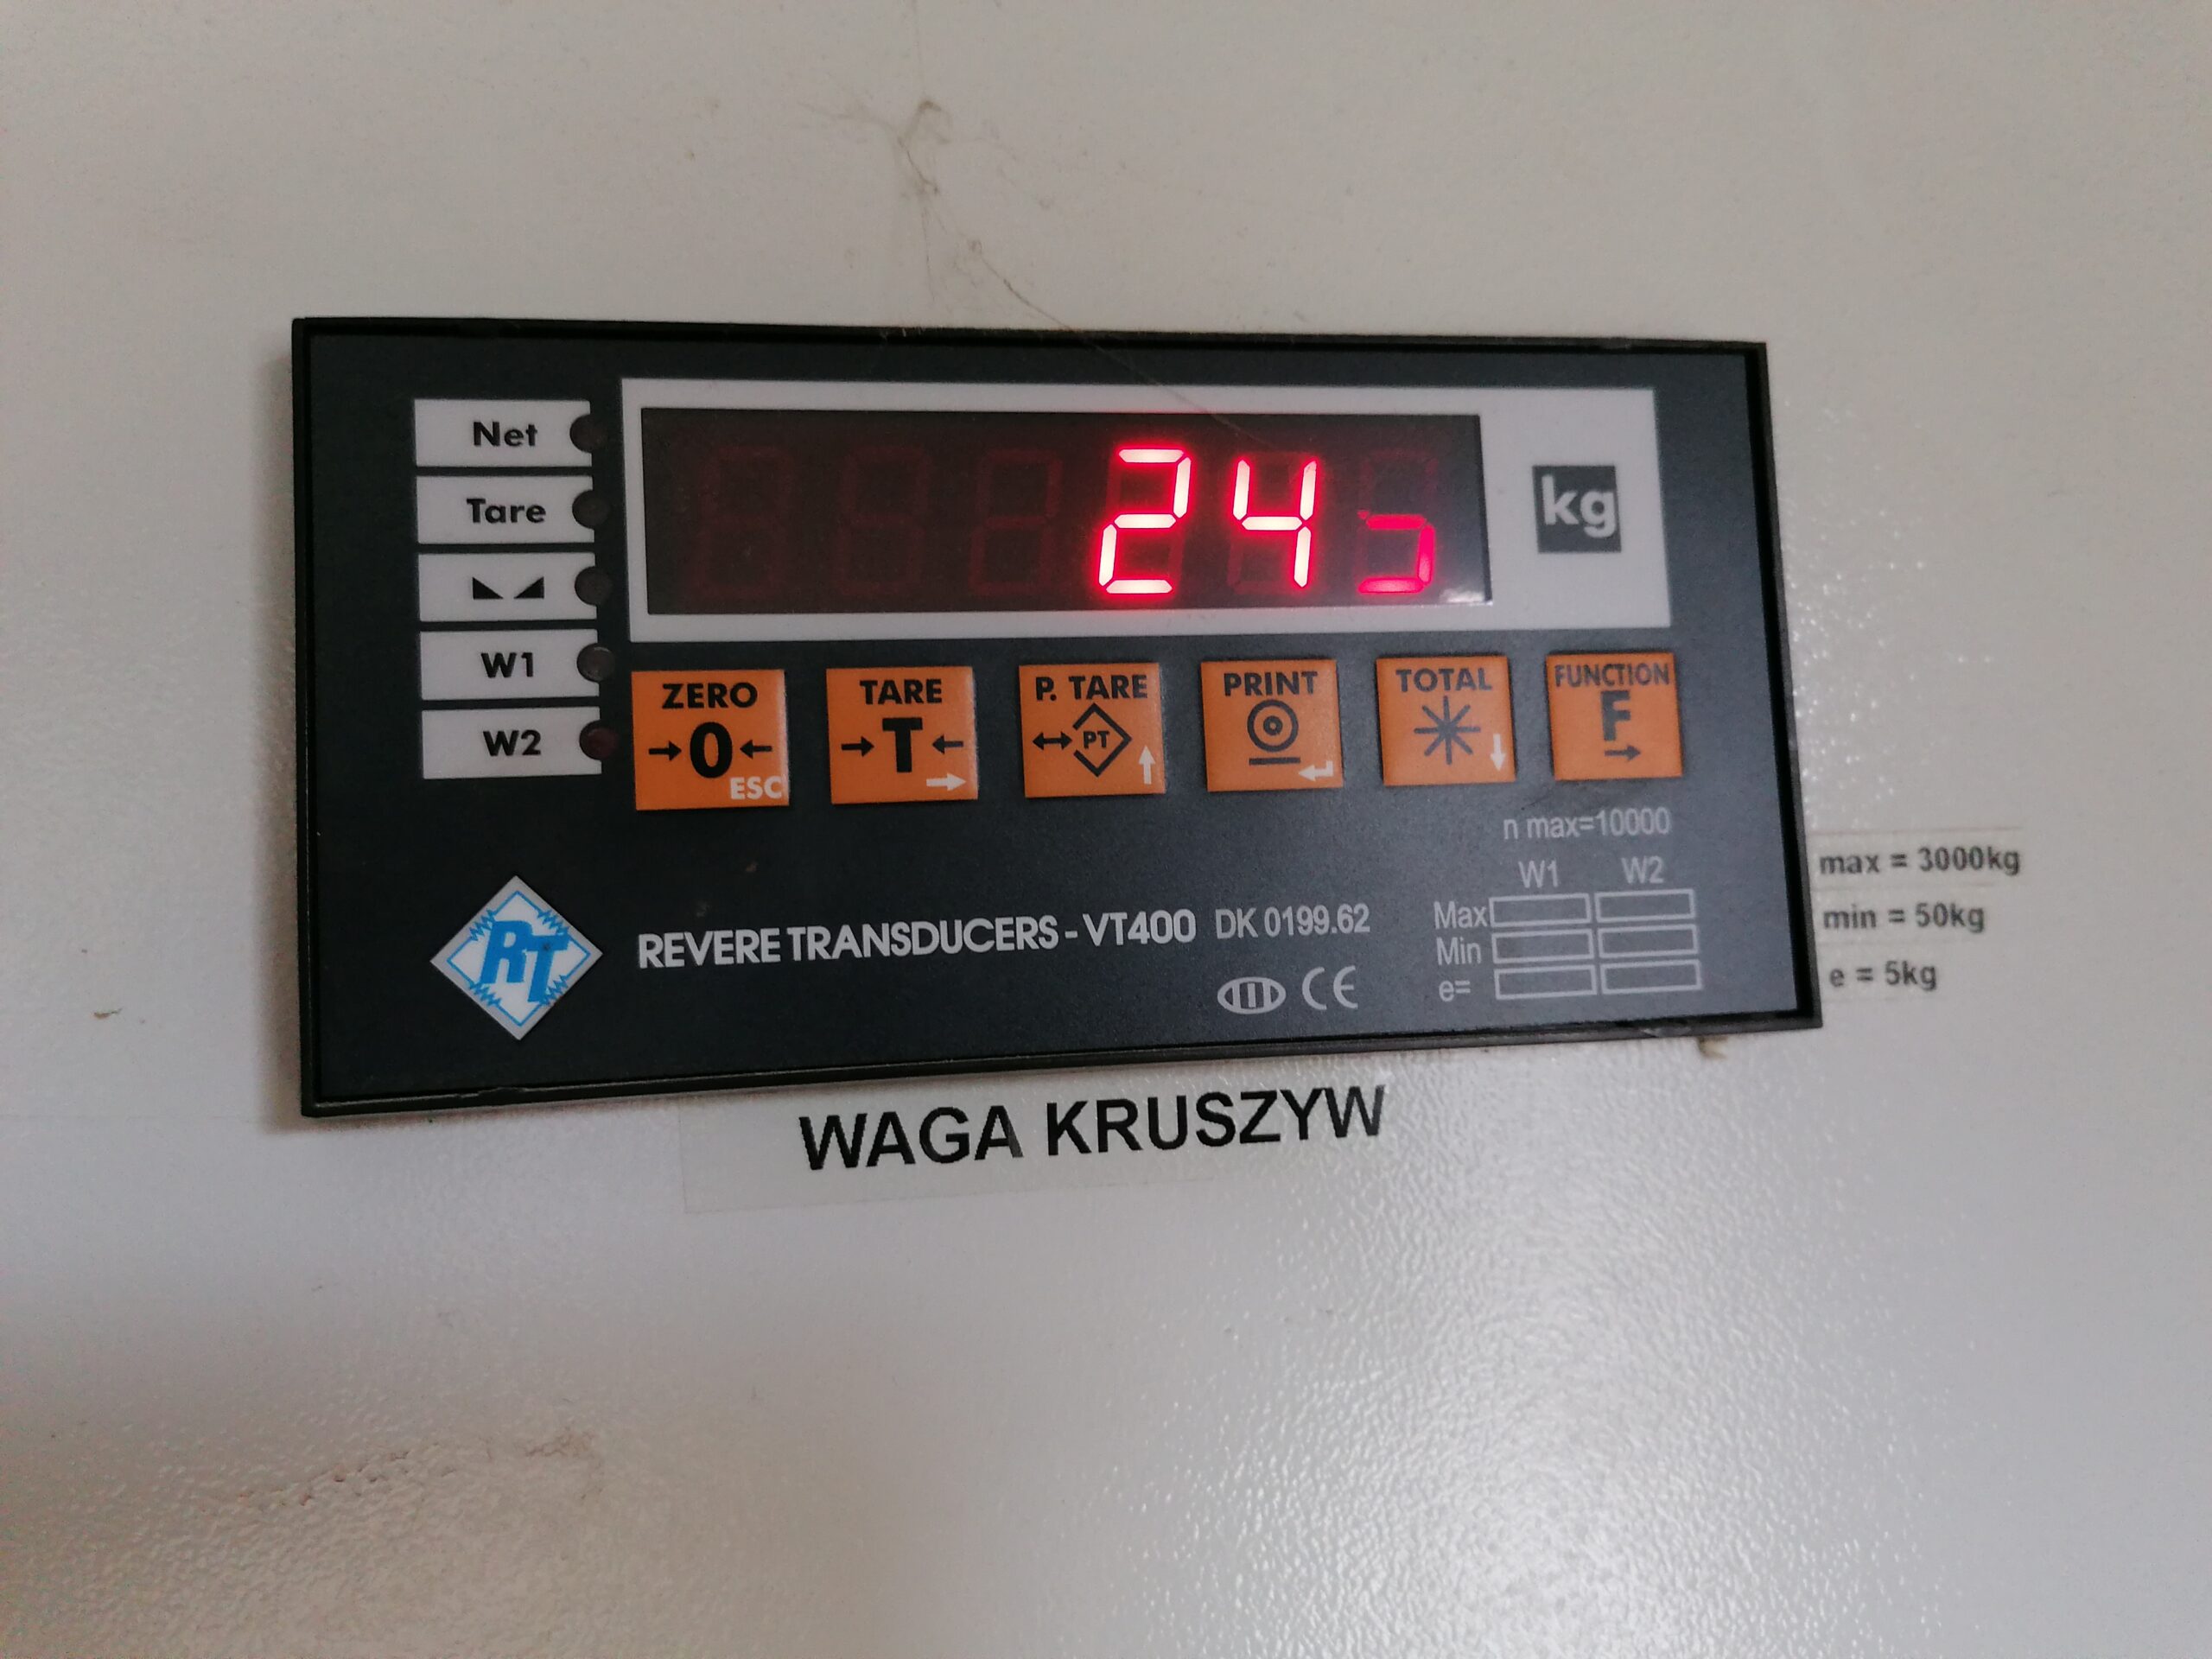 Net
Tare
W1
W2
24
kg
ZERO
→0←
ESC
TARE
→T←
P. TARE
PT
PRINT
TOTAL
FUNCTION
F
n max=10000
W1 W2
Max
Min
e=
RT
REVERE TRANSDUCERS - VT400 DK 0199.62
CE
max = 3000kg
min = 50kg
e = 5kg
WAGA KRUSZYW